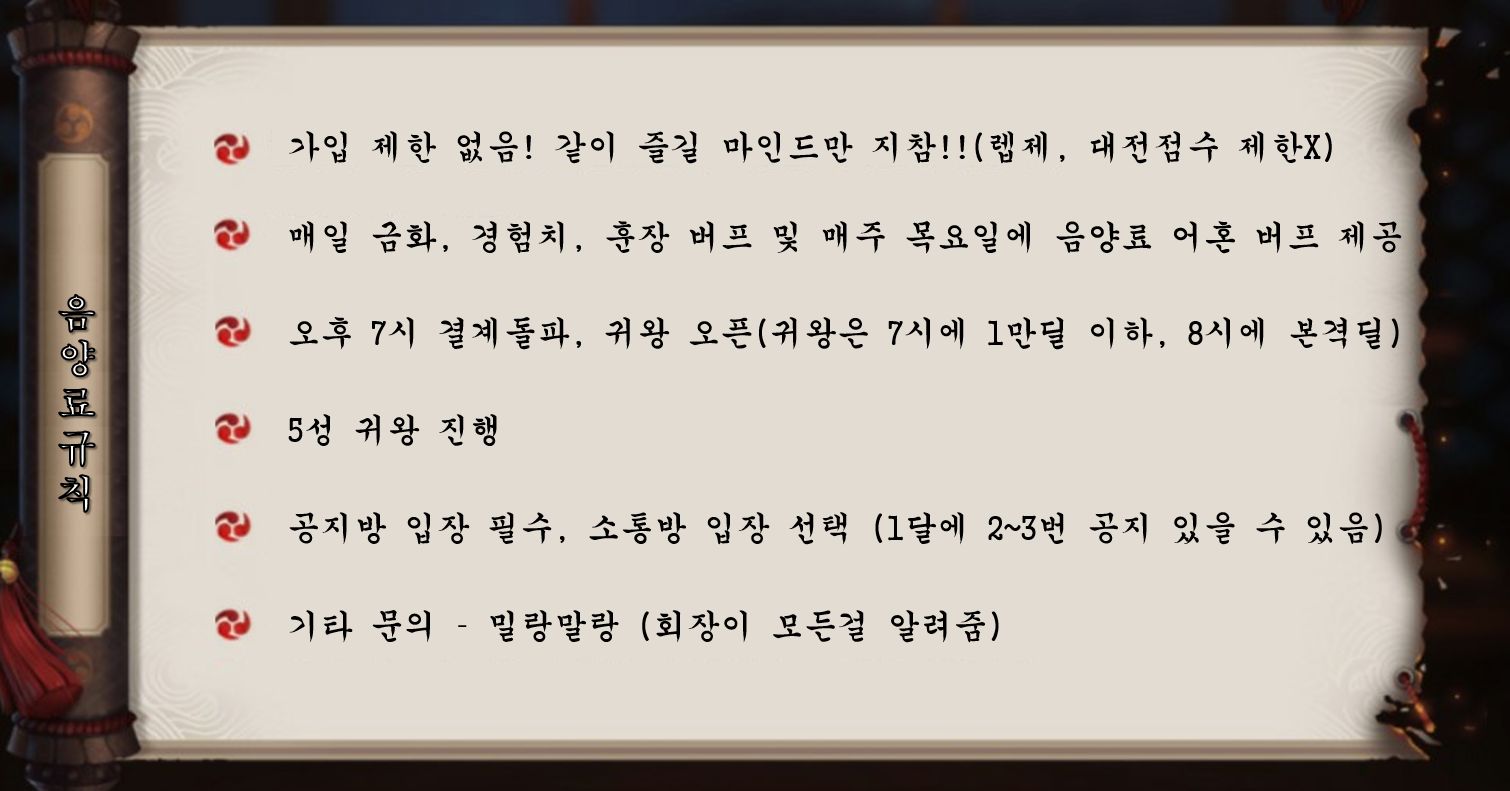 음양료규칙
가입 제한 없음! 같이 즐길 마인드만 지참!!(렙제, 대전점수 제한X)
매일 금화, 경험치, 훈장 버프 및 매주 목요일에 음양료 어혼 버프 제공
오후 7시 결계돌파, 귀왕 오픈(귀왕은 7시에 1만딜 이하, 8시에 본격딜)
5성 귀왕 진행
공지방 입장 필수, 소통방 입장 선택 (1달에 2~3번 공지 있을 수 있음)
기타 문의 - 밀랑말랑 (회장이 모든걸 알려줌)